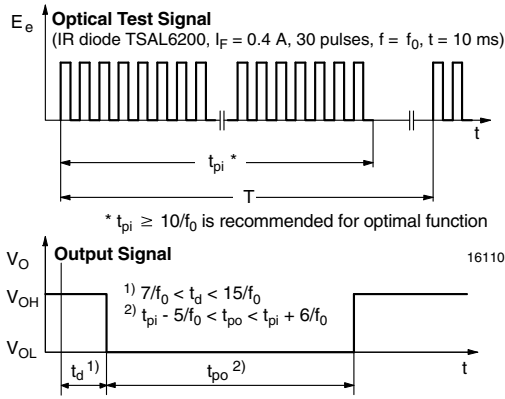 E_e
Optical Test Signal
(IR diode TSAL6200, I_F = 0.4 A, 30 pulses, f = f_0, t = 10 ms)
t
t_pi *
T
* t_pi ≥ 10/f_0 is recommended for optimal function
V_O
Output Signal
16110
V_OH
1) 7/f_0 < t_d < 15/f_0
2) t_pi - 5/f_0 < t_po < t_pi + 6/f_0
V_OL
t_d 1)
t_po 2)
t